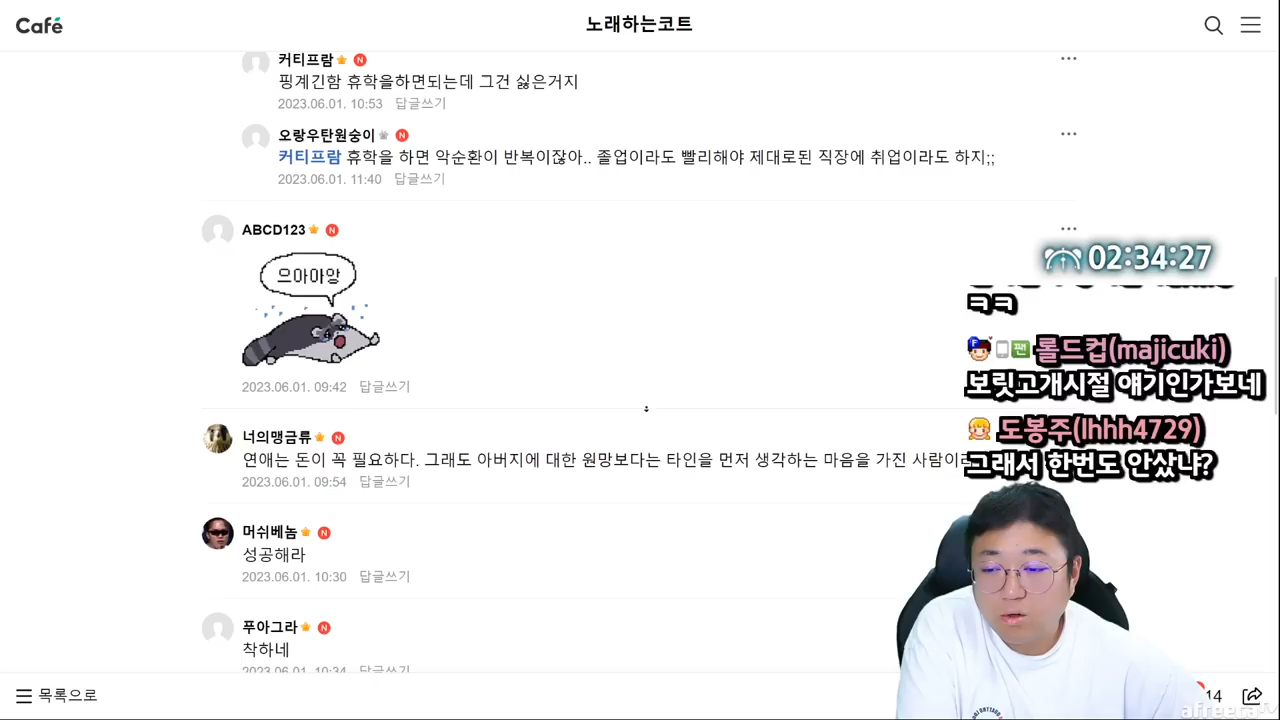 Café
노래하는코트
커티프람
N
핑계긴함 휴학을하면되는데 그건 싫은거지
2023.06.01. 10:53 답글쓰기
오랑우탄원숭이
N
커티프람 휴학을 하면 악순환이 반복이잖아.. 졸업이라도 빨리해야 제대로된 직장에 취업이라도 하지;;
2023.06.01. 11:40 답글쓰기
ABCD123
N
으아아앙
2023.06.01. 09:42 답글쓰기
너의맹금류
N
연애는 돈이 꼭 필요하다. 그래도 아버지에 대한 원망보다는 타인을 먼저 생각하는 마음을 가진
2023.06.01. 09:54 답글쓰기
머쉬베놈
N
성공해라
2023.06.01. 10:30 답글쓰기
푸아그라
N
착하네
2023.06.01. 10:34 답글쓰기
목록으로
02:34:27
ㅋㅋ
F
팬
롤드컵(majicuki)
보릿고개시절 얘기인가보네
도봉주(lhhh4729)
그래서 한번도 안샀냐?
14